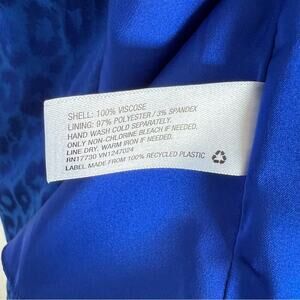 SHELL: 100% VISCOSE
LINING: 97% POLYESTER / 3% SPANDEX
HAND WASH COLD SEPARATELY.
ONLY NON-CHLORINE BLEACH IF NEEDED.
LINE DRY. WARM IRON IF NEEDED.
RN17730 VN1247024
LABEL MADE FROM 100% RECYCLED PLASTIC